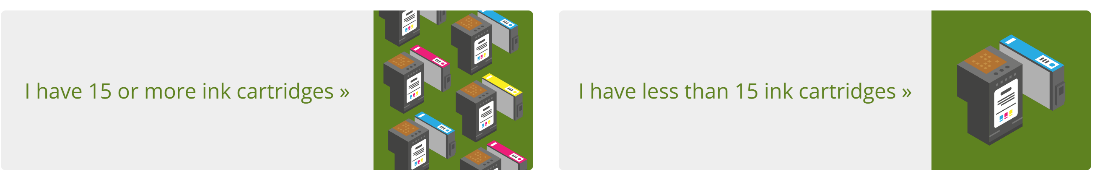 I have 15 or more ink cartridges »
I have less than 15 ink cartridges »